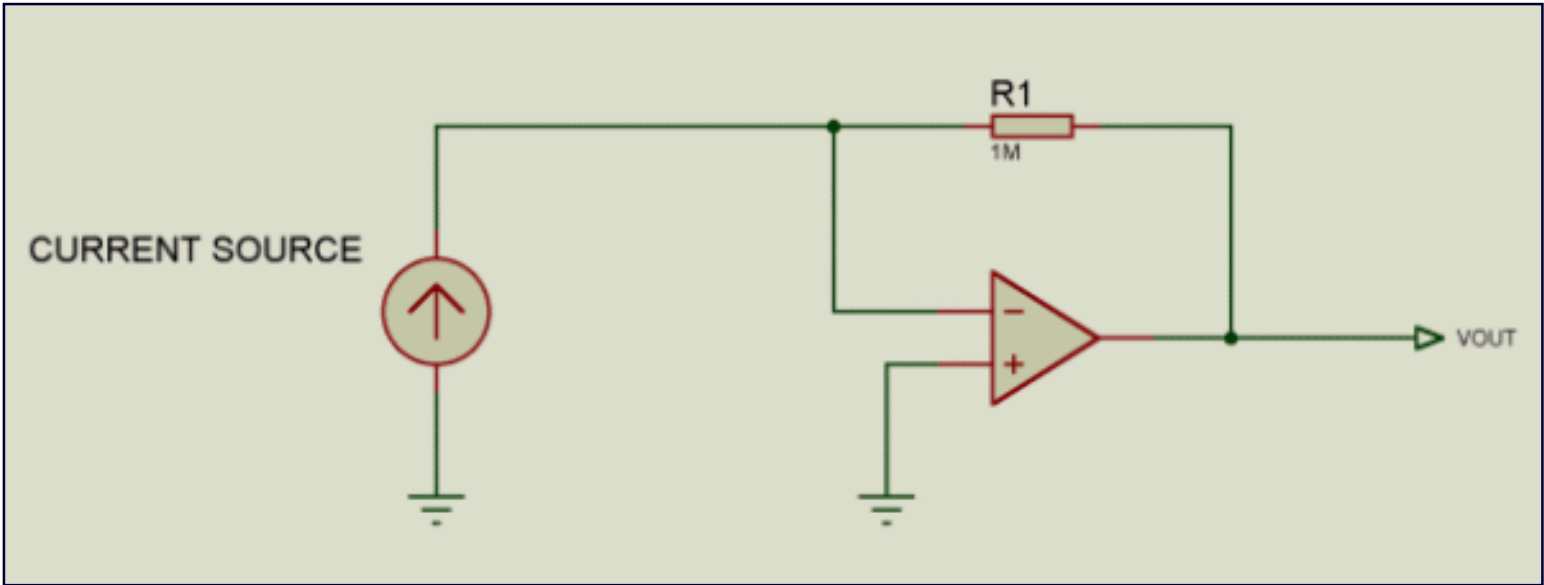 R1
1M
CURRENT SOURCE
−
+
VOUT